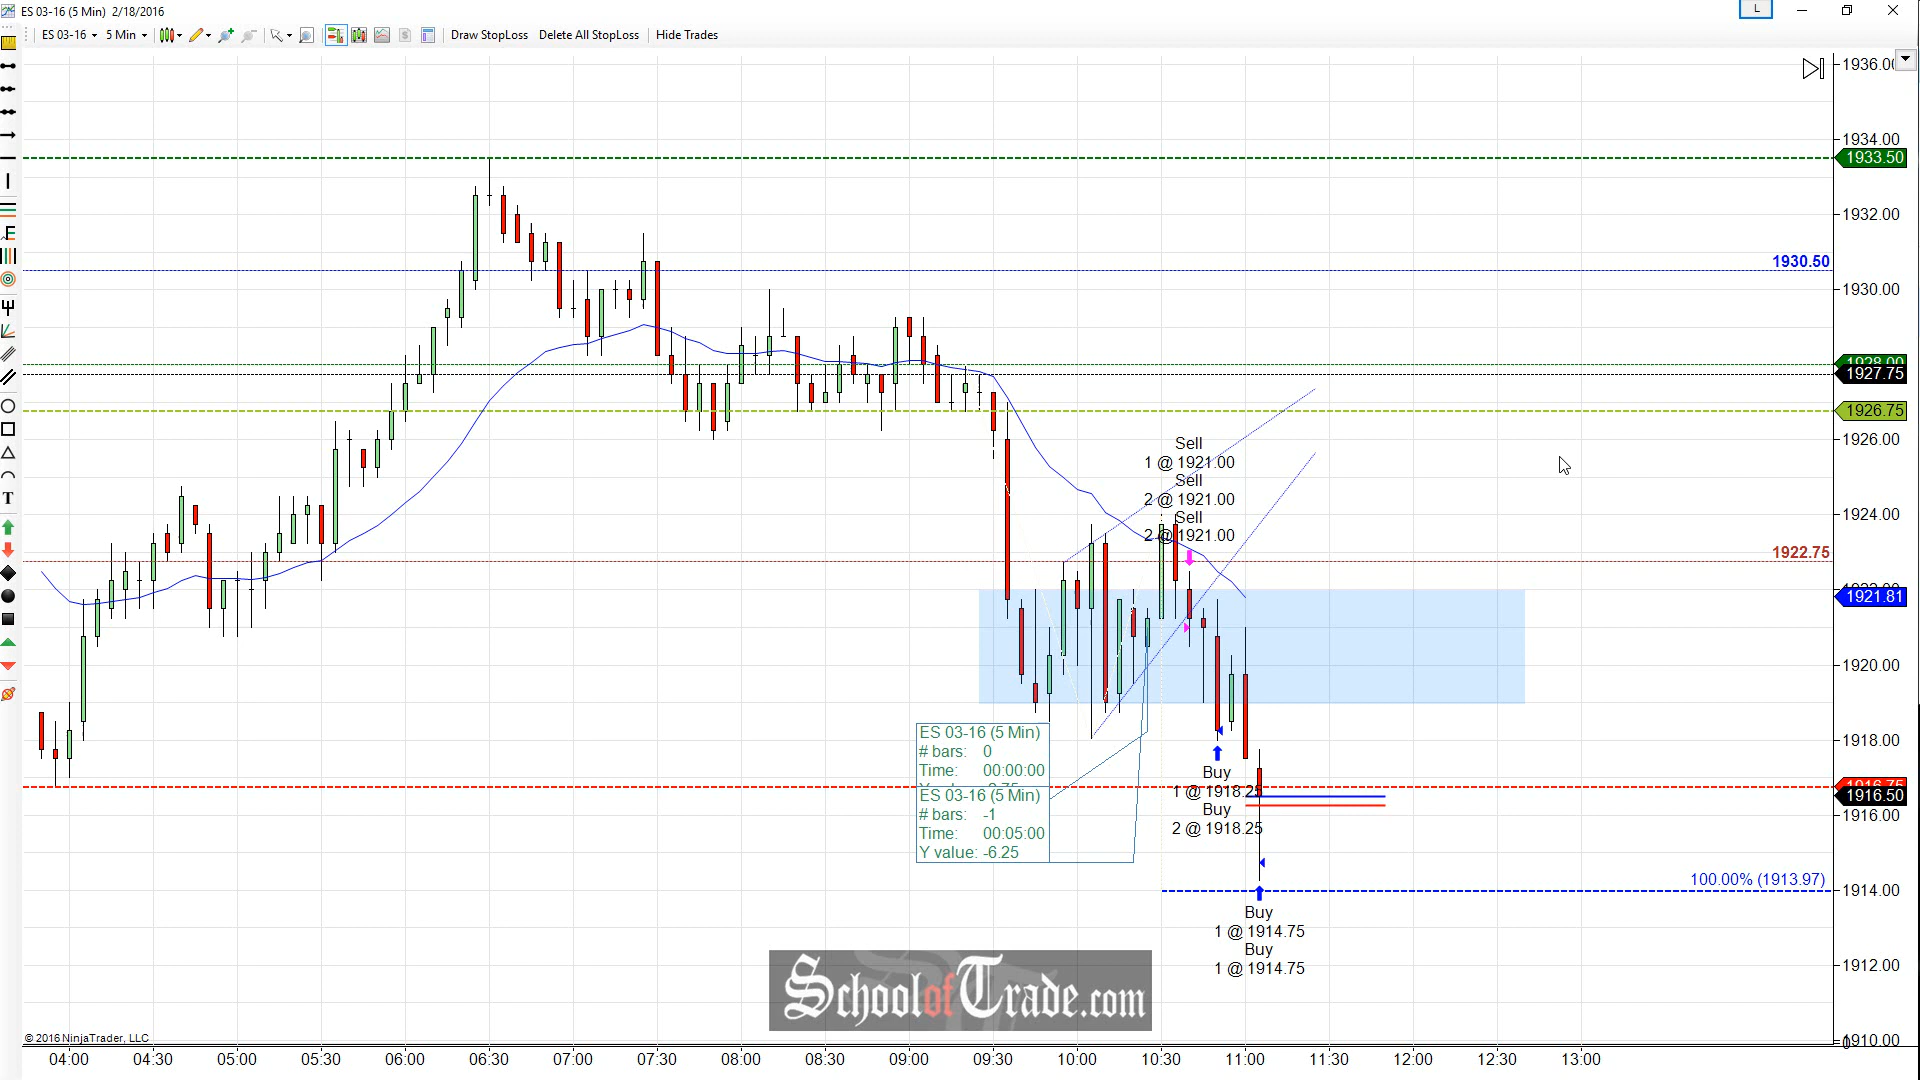 ES 03-16 (5 Min) 2/18/2016
L
ES 03-16 5 Min Draw StopLoss Delete All StopLoss Hide Trades
1936.00
1934.00
1933.50
1932.00
1930.50
1930.00
1928.00
1927.75
1926.75
1926.00
Sell
1 @ 1921.00
Sell
2 @ 1921.00
Sell
2 @ 1921.00
1924.00
1922.75
1922.00
1921.81
1920.00
1918.00
ES 03-16 (5 Min)
# bars: 0
Time: 00:00:00
ES 03-16 (5 Min)
# bars: -1
Time: 00:05:00
Y value: -6.25
Buy
1 @ 1918.25
Buy
2 @ 1918.25
1916.75
1916.50
1916.00
100.00% (1913.97)
1914.00
Buy
1 @ 1914.75
Buy
1 @ 1914.75
1912.00
SchoolofTrade.com
© 2016 NinjaTrader, LLC
1910.00
04:00 04:30 05:00 05:30 06:00 06:30 07:00 07:30 08:00 08:30 09:00 09:30 10:00 10:30 11:00 11:30 12:00 12:30 13:00